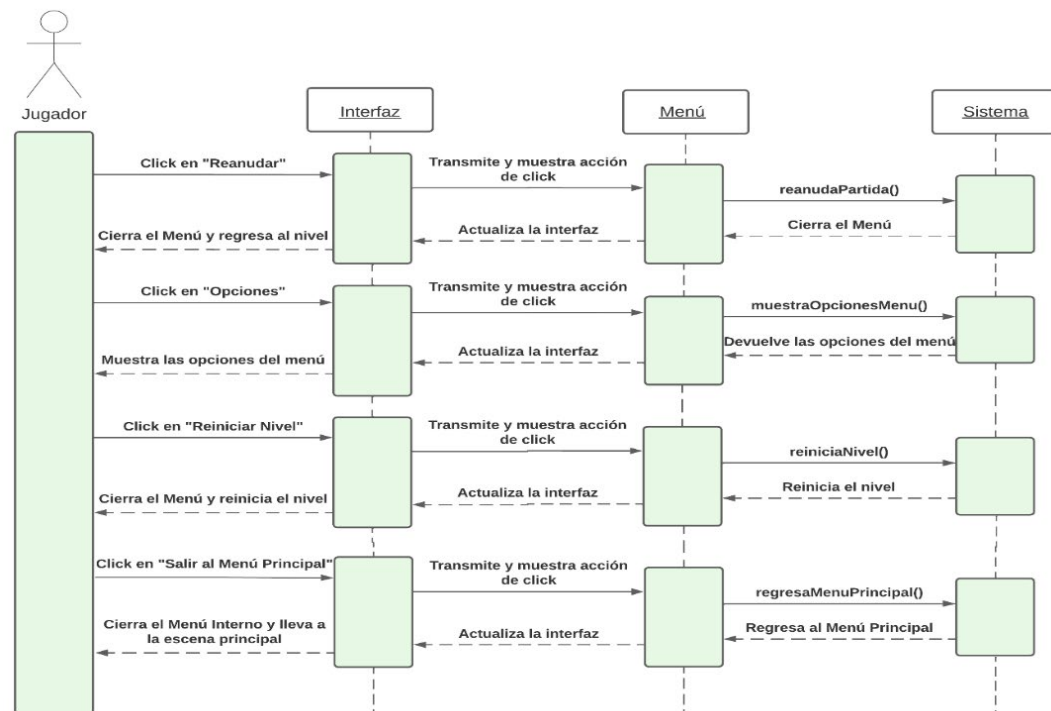 Jugador
Interfaz
Menú
Sistema
Click en "Reanudar"
Transmite y muestra acción
de click
reanudaPartida()
Cierra el Menú
Actualiza la interfaz
Cierra el Menú y regresa al nivel
Click en "Opciones"
Transmite y muestra acción
de click
muestraOpcionesMenu()
Devuelve las opciones del menú
Actualiza la interfaz
Muestra las opciones del menú
Click en "Reiniciar Nivel"
Transmite y muestra acción
de click
reiniciaNivel()
Reinicia el nivel
Actualiza la interfaz
Cierra el Menú y reinicia el nivel
Click en "Salir al Menú Principal"
Transmite y muestra acción
de click
regresaMenuPrincipal()
Regresa al Menú Principal
Actualiza la interfaz
Cierra el Menú Interno y lleva a
la escena principal